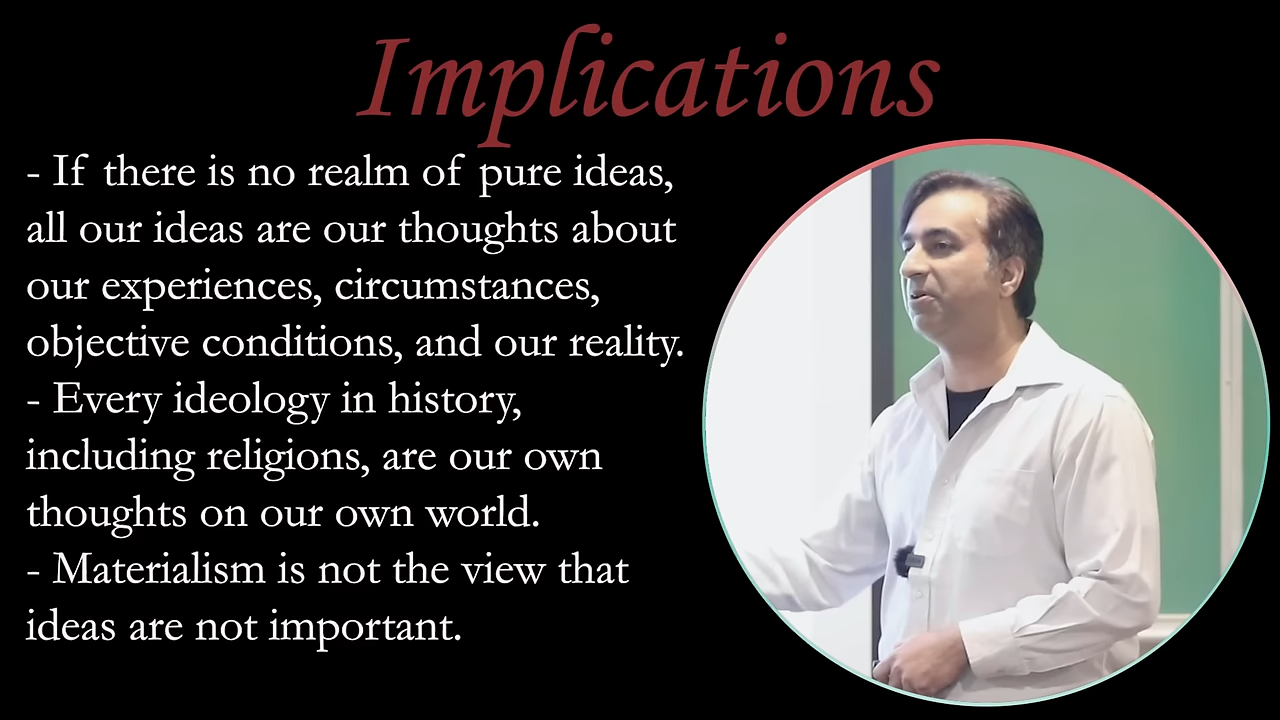 Implications
- If there is no realm of pure ideas,
all our ideas are our thoughts about
our experiences, circumstances,
objective conditions, and our reality.
- Every ideology in history,
including religions, are our own
thoughts on our own world.
- Materialism is not the view that
ideas are not important.